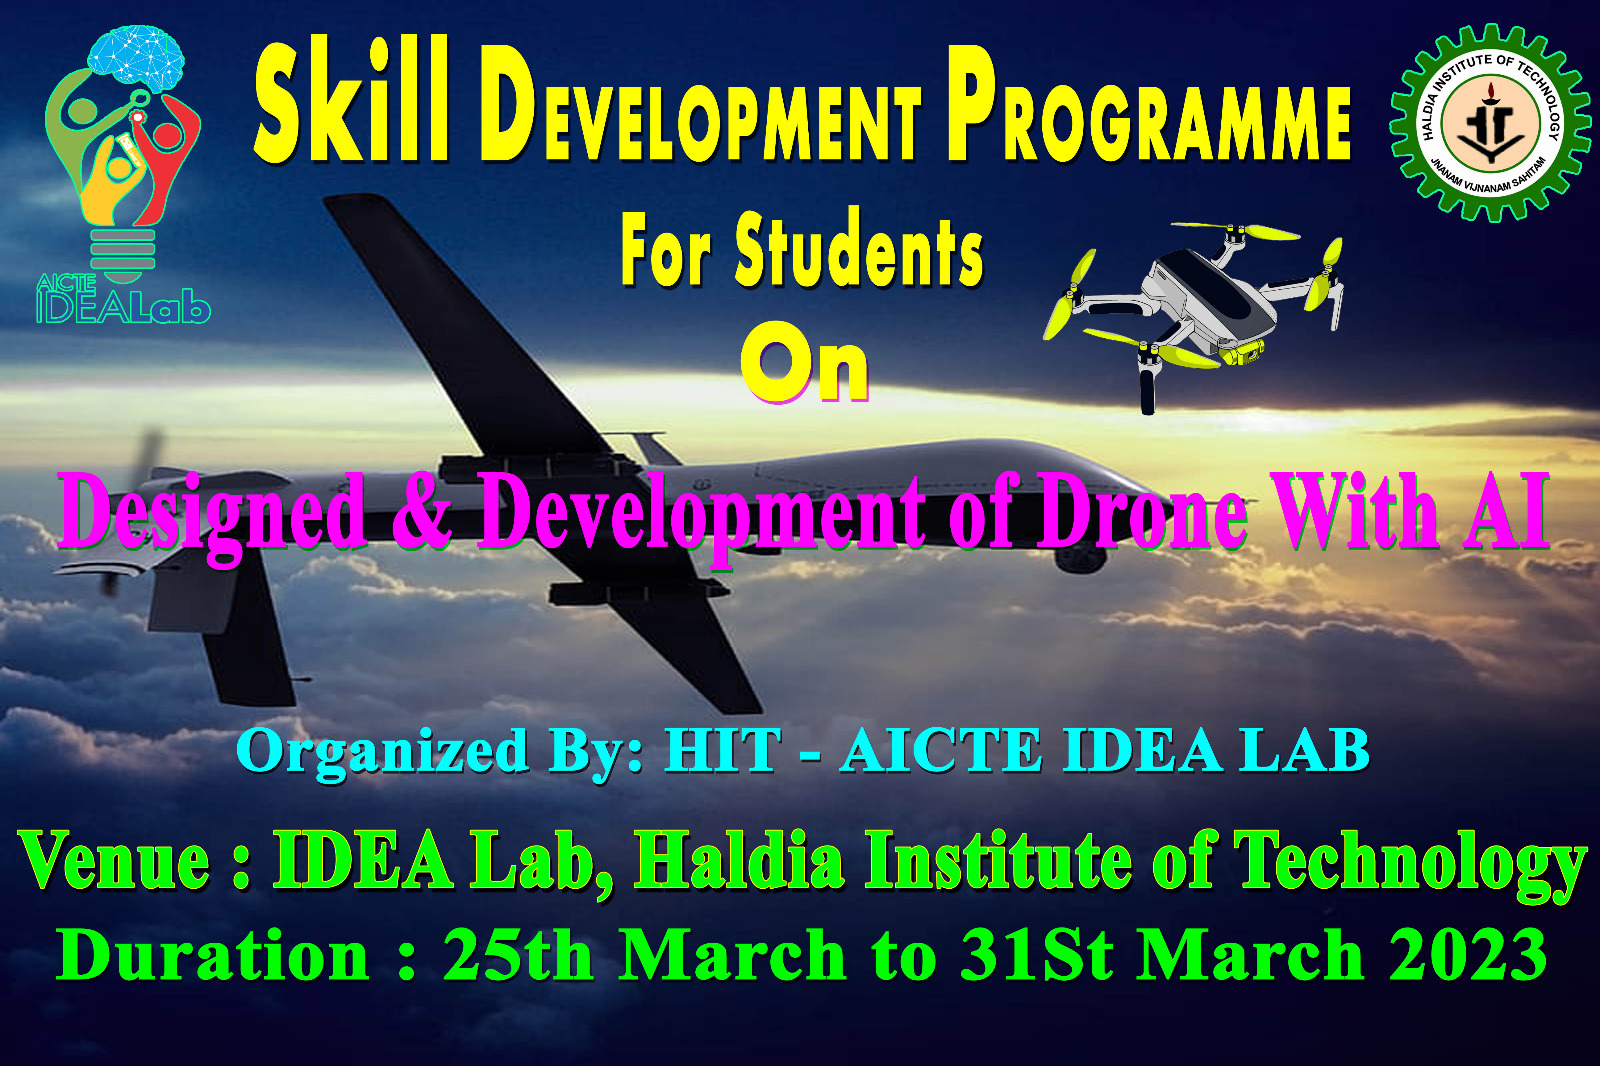 Skill DEVELOPMENT PROGRAMME
For Students
On
Designed & Development of Drone With AI
Organized By: HIT - AICTE IDEA LAB
Venue : IDEA Lab, Haldia Institute of Technology
Duration : 25th March to 31St March 2023
AICTE
IDEALab
HALDIA INSTITUTE OF TECHNOLOGY
JNANAM VIJNANAM SAHITAM